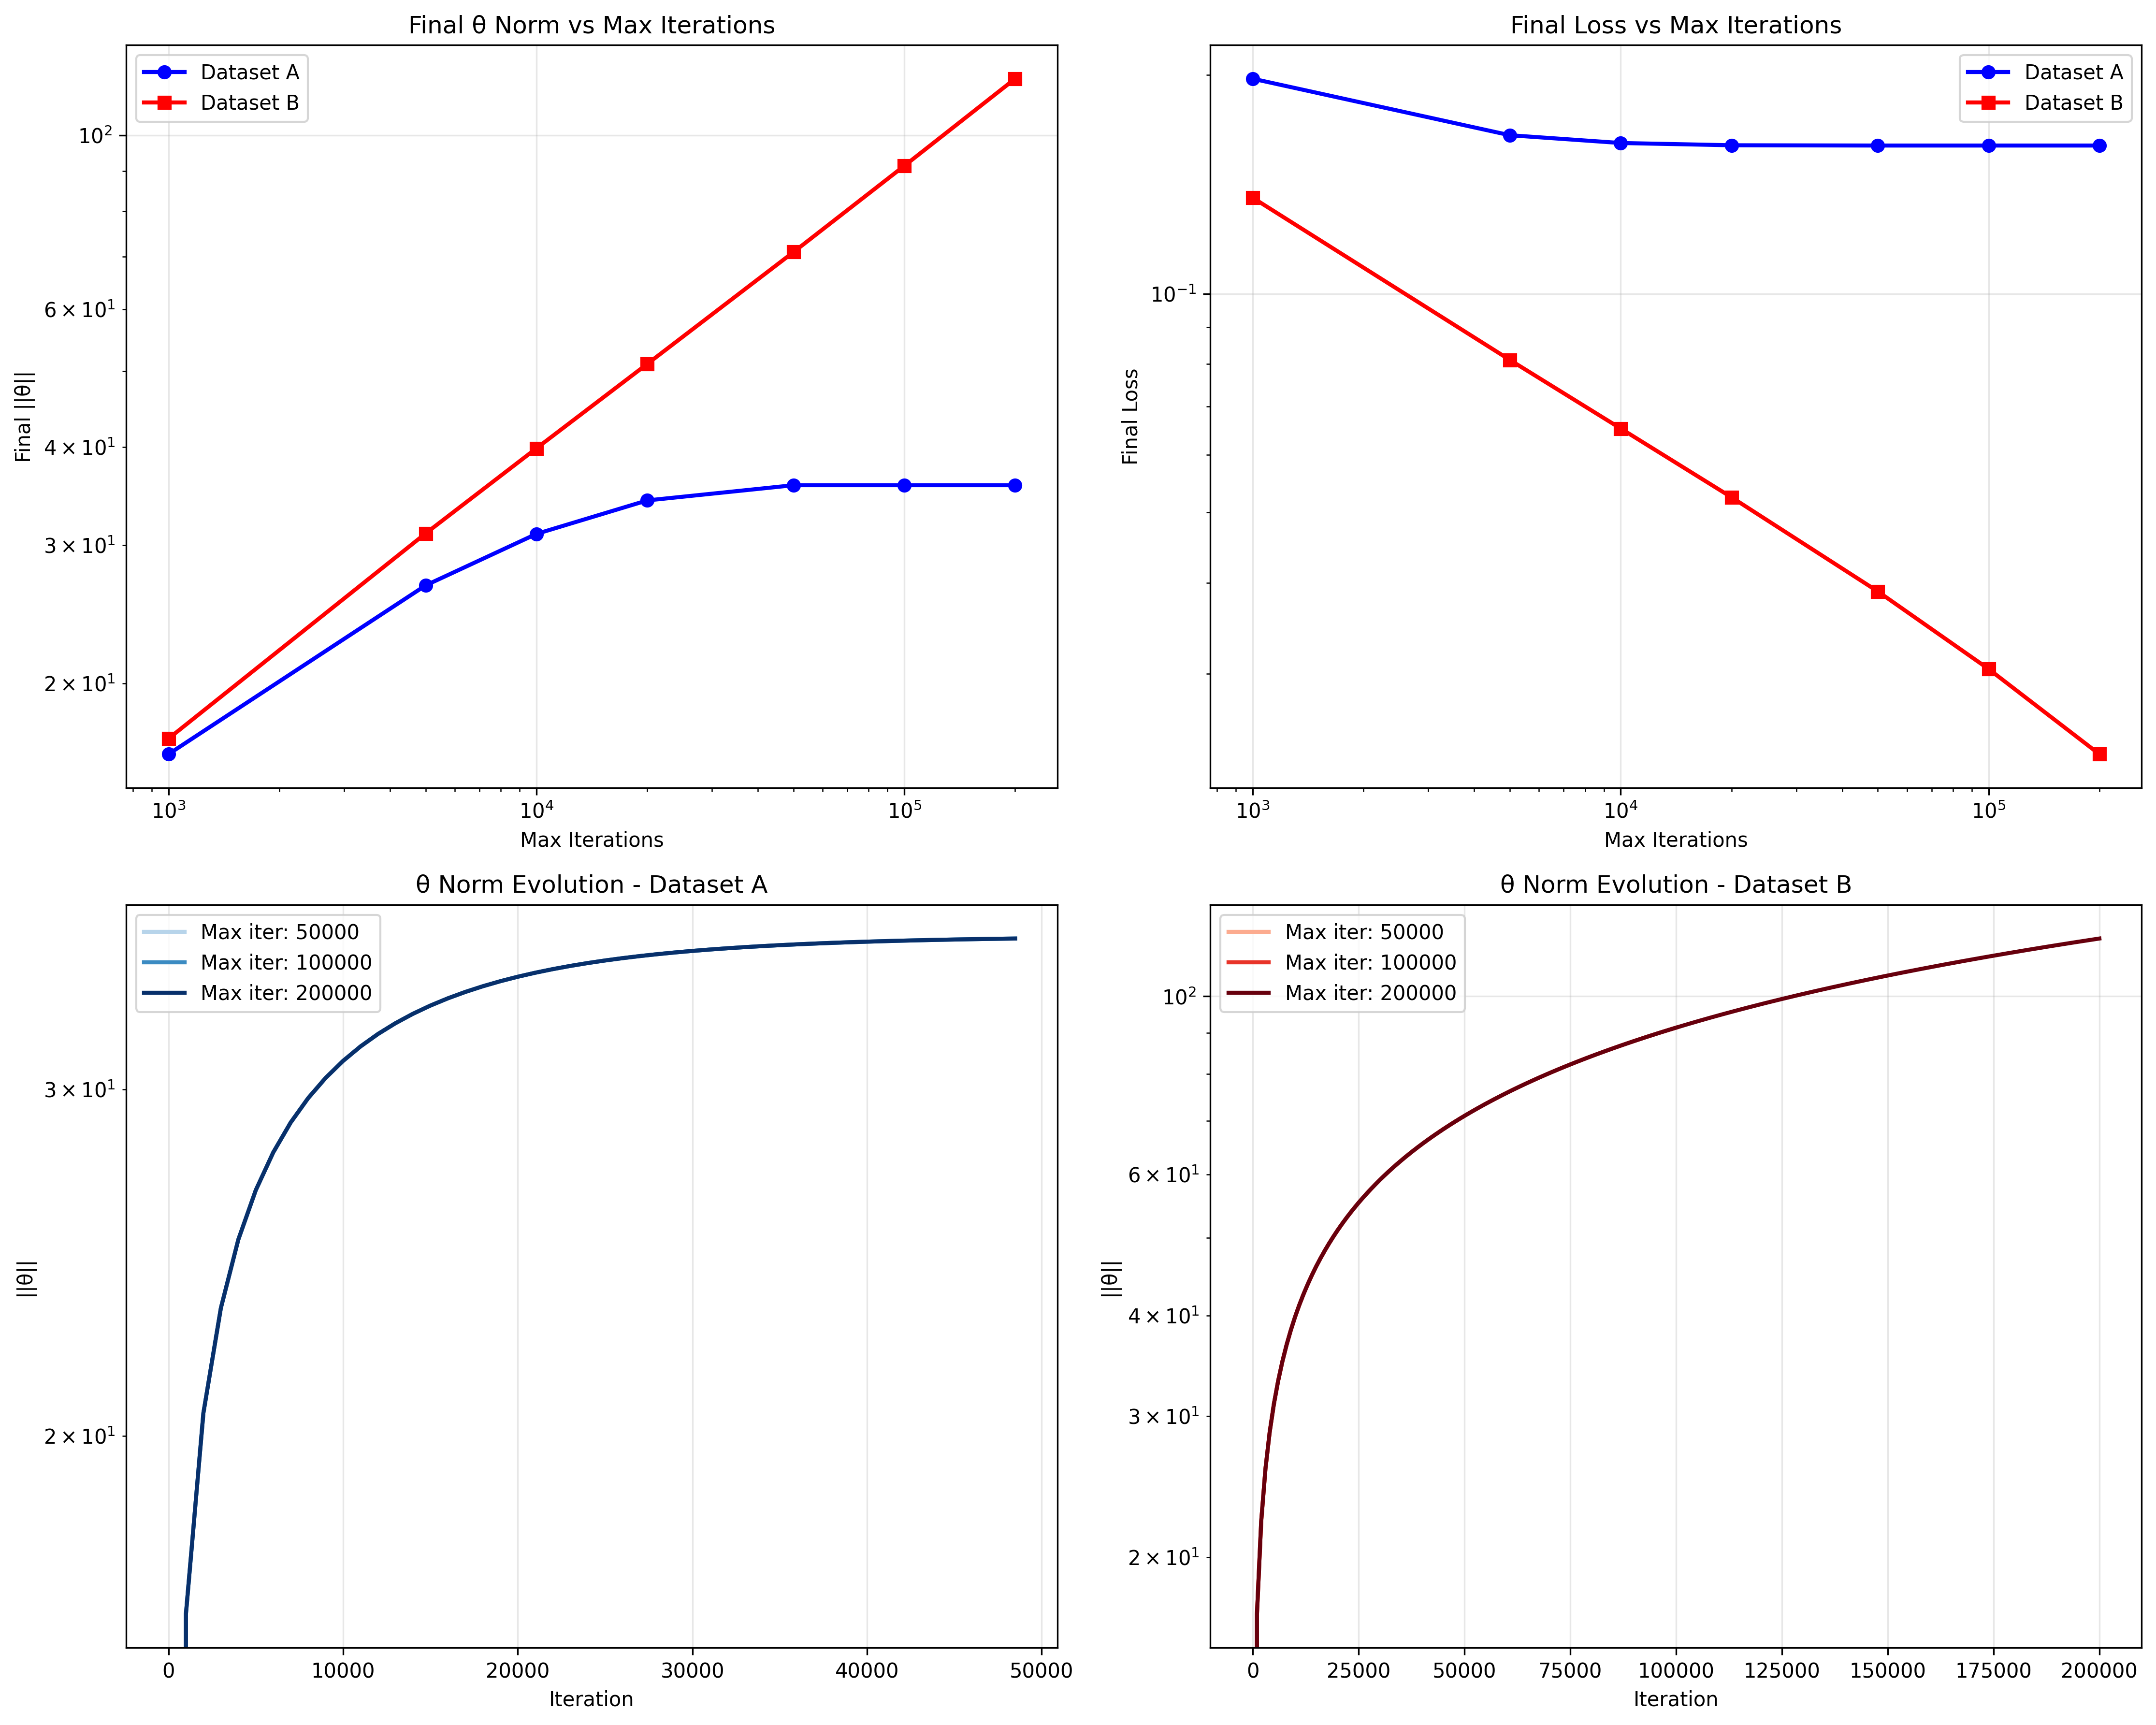 Final θ Norm vs Max Iterations
Dataset A
Dataset B
10²
6 × 10¹
4 × 10¹
3 × 10¹
2 × 10¹
Final ||θ||
10³ 10⁴ 10⁵
Max Iterations
Final Loss vs Max Iterations
Dataset A
Dataset B
10⁻¹
Final Loss
10³ 10⁴ 10⁵
Max Iterations
θ Norm Evolution - Dataset A
Max iter: 50000
Max iter: 100000
Max iter: 200000
3 × 10¹
2 × 10¹
||θ||
0 10000 20000 30000 40000 50000
Iteration
θ Norm Evolution - Dataset B
Max iter: 50000
Max iter: 100000
Max iter: 200000
10²
6 × 10¹
4 × 10¹
3 × 10¹
2 × 10¹
||θ||
0 25000 50000 75000 100000 125000 150000 175000 200000
Iteration